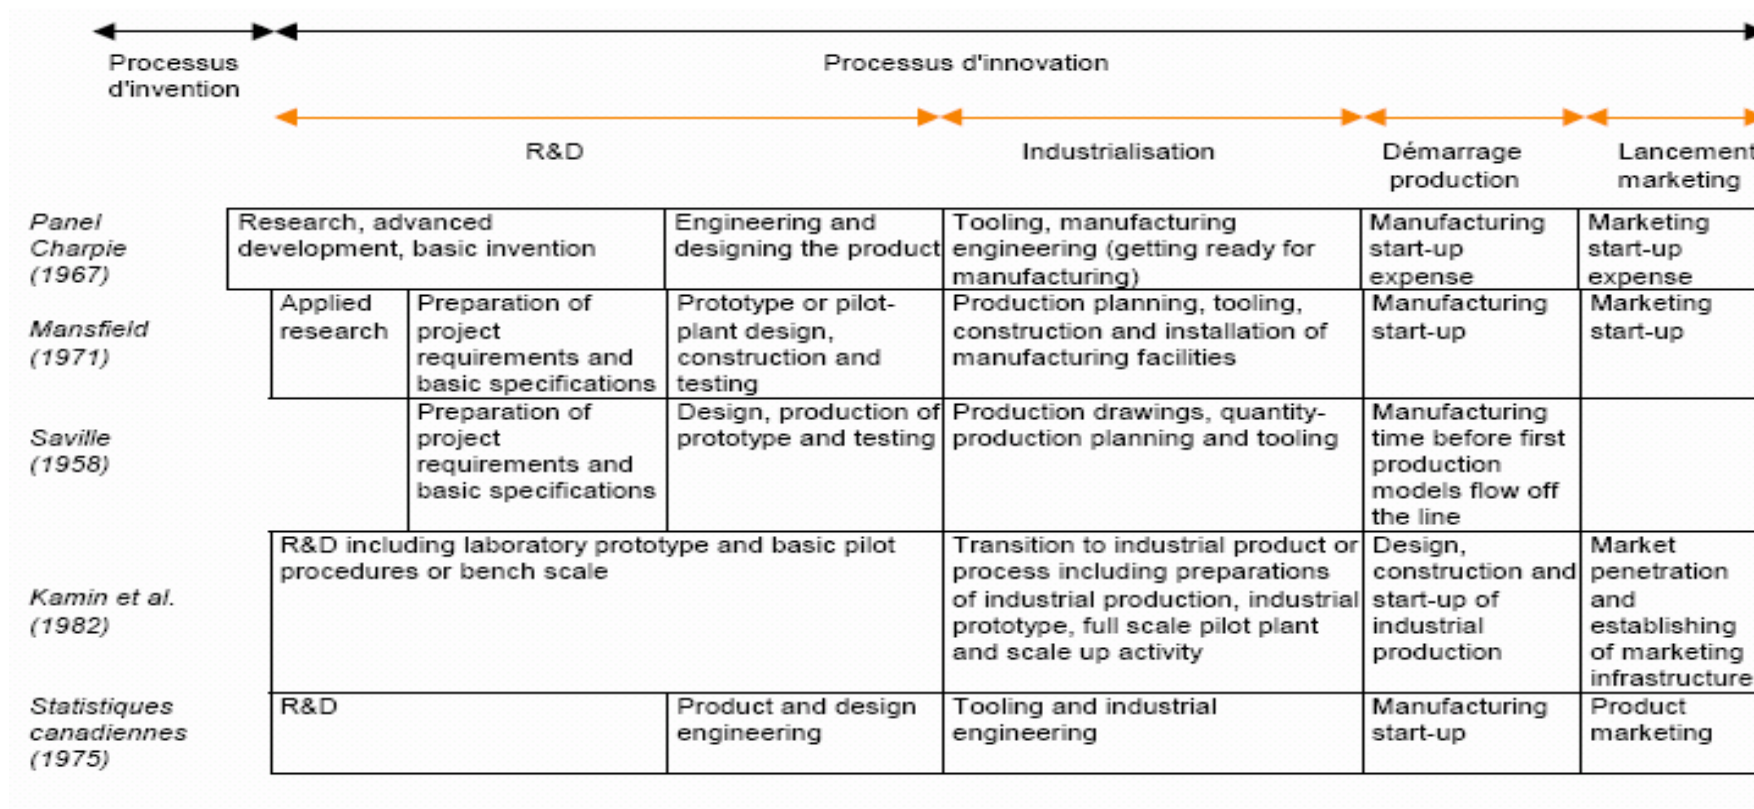 Processus
d'invention
Processus d'innovation
R&D
Industrialisation
Démarrage
production
Lancement
marketing
Panel
Charpie
(1967)
Research, advanced
development, basic invention
Engineering and
designing the product
Tooling, manufacturing
engineering (getting ready for
manufacturing)
Manufacturing
start-up
expense
Marketing
start-up
expense
Mansfield
(1971)
Applied
research
Preparation of
project
requirements and
basic specifications
Prototype or pilot-
plant design,
construction and
testing
Production planning, tooling,
construction and installation of
manufacturing facilities
Manufacturing
start-up
Marketing
start-up
Saville
(1958)
Preparation of
project
requirements and
basic specifications
Design, production of
prototype and testing
Production drawings, quantity-
production planning and tooling
Manufacturing
time before first
production
models flow off
the line
Kamin et al.
(1982)
R&D including laboratory prototype and basic pilot
procedures or bench scale
Transition to industrial product or
process including preparations
of industrial production, industrial
prototype, full scale pilot plant
and scale up activity
Design,
construction and
start-up of
industrial
production
Market
penetration
and
establishing
of marketing
infrastructure
Statistiques
canadiennes
(1975)
R&D
Product and design
engineering
Tooling and industrial
engineering
Manufacturing
start-up
Product
marketing